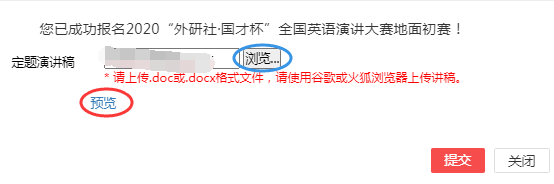 您已成功报名2020“外研社·国才杯”全国英语演讲大赛地面初赛！
定题演讲稿 浏览...
* 请上传.doc或.docx格式文件，请使用谷歌或火狐浏览器上传讲稿。
预览
提交 关闭